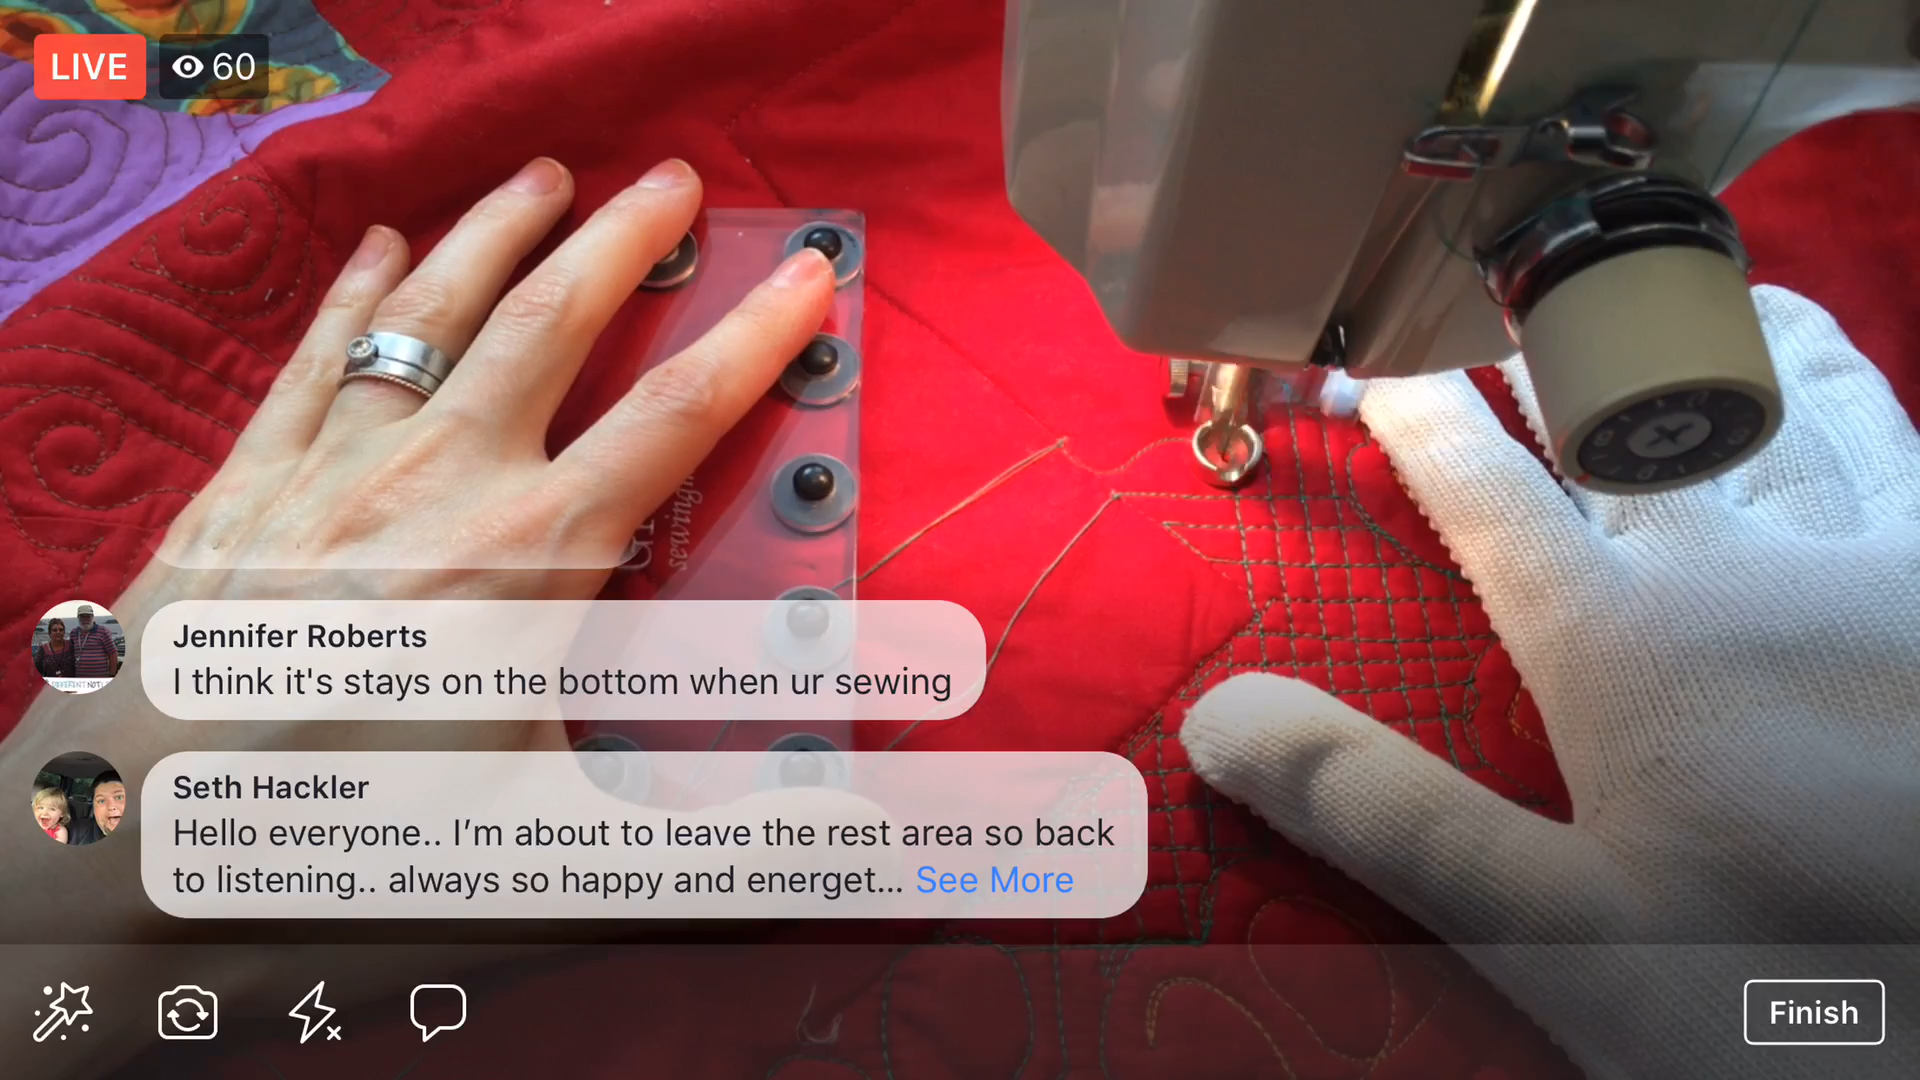 LIVE
60
sewing
Jennifer Roberts
I think it's stays on the bottom when ur sewing
Seth Hackler
Hello everyone.. I’m about to leave the rest area so back
to listening.. always so happy and energet... See More
Finish